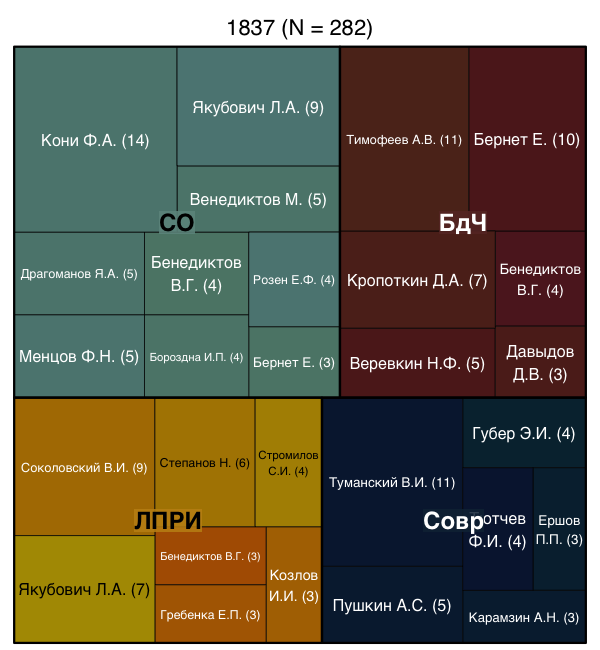 1837 (N = 282)
Кони Ф.А. (14)
Якубович Л.А. (9)
Венедиктов М. (5)
СО
Драгоманов Я.А. (5)
Бенедиктов
В.Г. (4)
Розен Е.Ф. (4)
Менцов Ф.Н. (5)
Бороздна И.П. (4)
Бернет Е. (3)
Тимофеев А.В. (11)
Бернет Е. (10)
БдЧ
Кропоткин Д.А. (7)
Бенедиктов
В.Г. (4)
Веревкин Н.Ф. (5)
Давыдов
Д.В. (3)
Соколовский В.И. (9)
Степанов Н. (6)
Стромилов
С.И. (4)
ЛПРИ
Якубович Л.А. (7)
Бенедиктов В.Г. (3)
Гребенка Е.П. (3)
Козлов
И.И. (3)
Туманский В.И. (11)
Губер Э.И. (4)
Совр
Ф.И. (4)
Ершов
П.П. (3)
Пушкин А.С. (5)
Карамзин А.Н. (3)